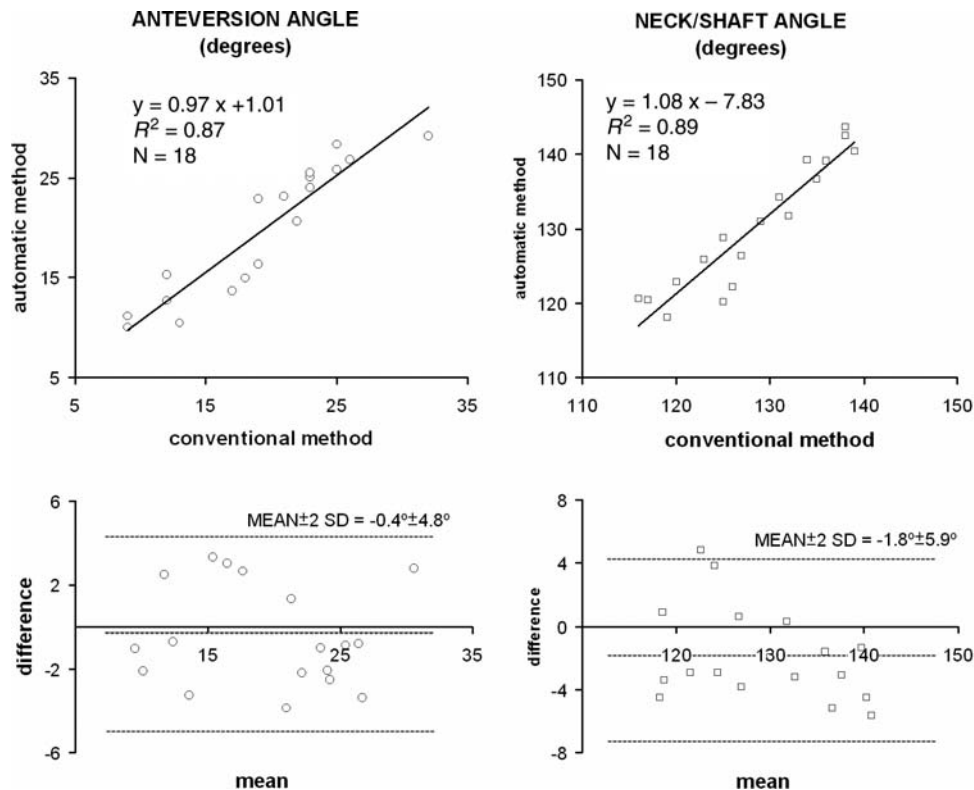 ANTEVERSION ANGLE
(degrees)
35
25
15
5
automatic method
y = 0.97 x +1.01
R² = 0.87
N = 18
5 15 25 35
conventional method
NECK/SHAFT ANGLE
(degrees)
150
140
130
120
110
automatic method
y = 1.08 x – 7.83
R² = 0.89
N = 18
110 120 130 140 150
conventional method
6
2
-2
-6
difference
MEAN±2 SD = -0.4º±4.8º
15 25 35
mean
8
4
0
-4
-8
difference
MEAN±2 SD = -1.8º±5.9º
120 130 140 150
mean